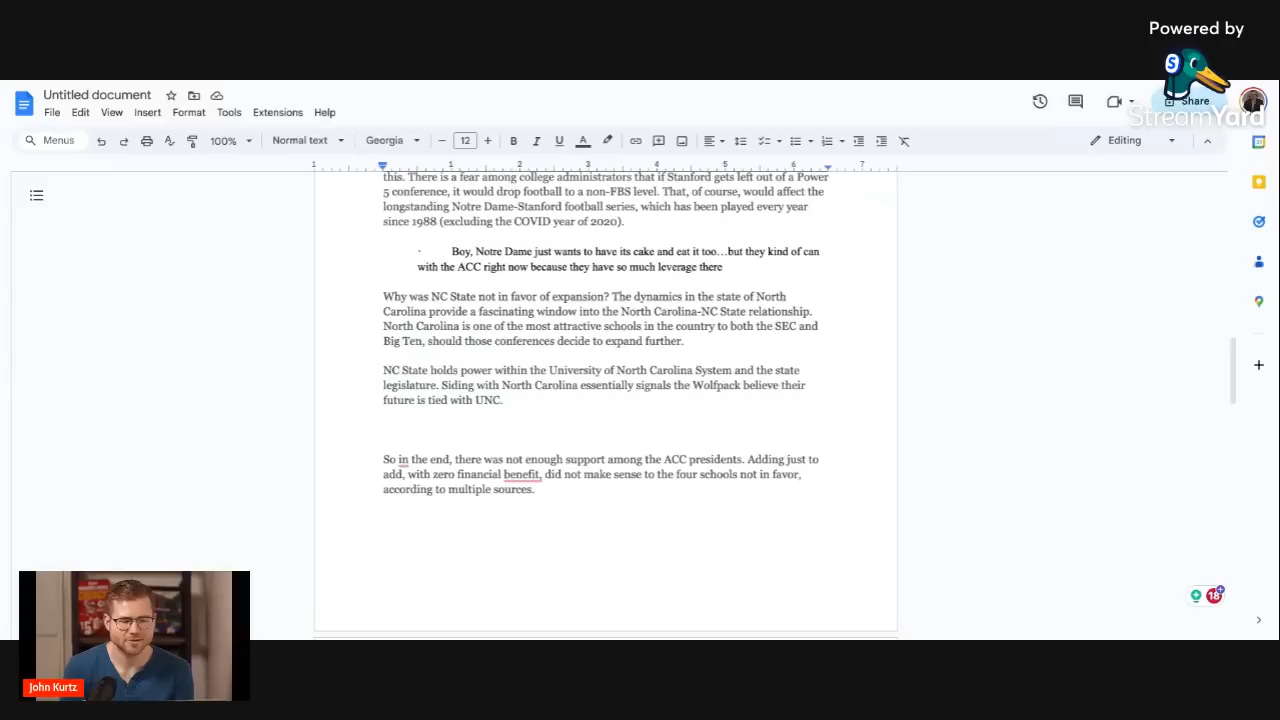 Powered by
StreamYard
Untitled document
Share
File Edit View Insert Format Tools Extensions Help
Menus 100% Normal text Georgia 12 Editing
1 1 2 3 4 5 6 7
this. There is a fear among college administrators that if Stanford gets left out of a Power
5 conference, it would drop football to a non-FBS level. That, of course, would affect the
longstanding Notre Dame-Stanford football series, which has been played every year
since 1988 (excluding the COVID year of 2020).
· Boy, Notre Dame just wants to have its cake and eat it too…but they kind of can
with the ACC right now because they have so much leverage there
Why was NC State not in favor of expansion? The dynamics in the state of North
Carolina provide a fascinating window into the North Carolina-NC State relationship.
North Carolina is one of the most attractive schools in the country to both the SEC and
Big Ten, should those conferences decide to expand further.
NC State holds power within the University of North Carolina System and the state
legislature. Siding with North Carolina essentially signals the Wolfpack believe their
future is tied with UNC.
So in the end, there was not enough support among the ACC presidents. Adding just to
add, with zero financial benefit, did not make sense to the four schools not in favor,
according to multiple sources.
18
John Kurtz